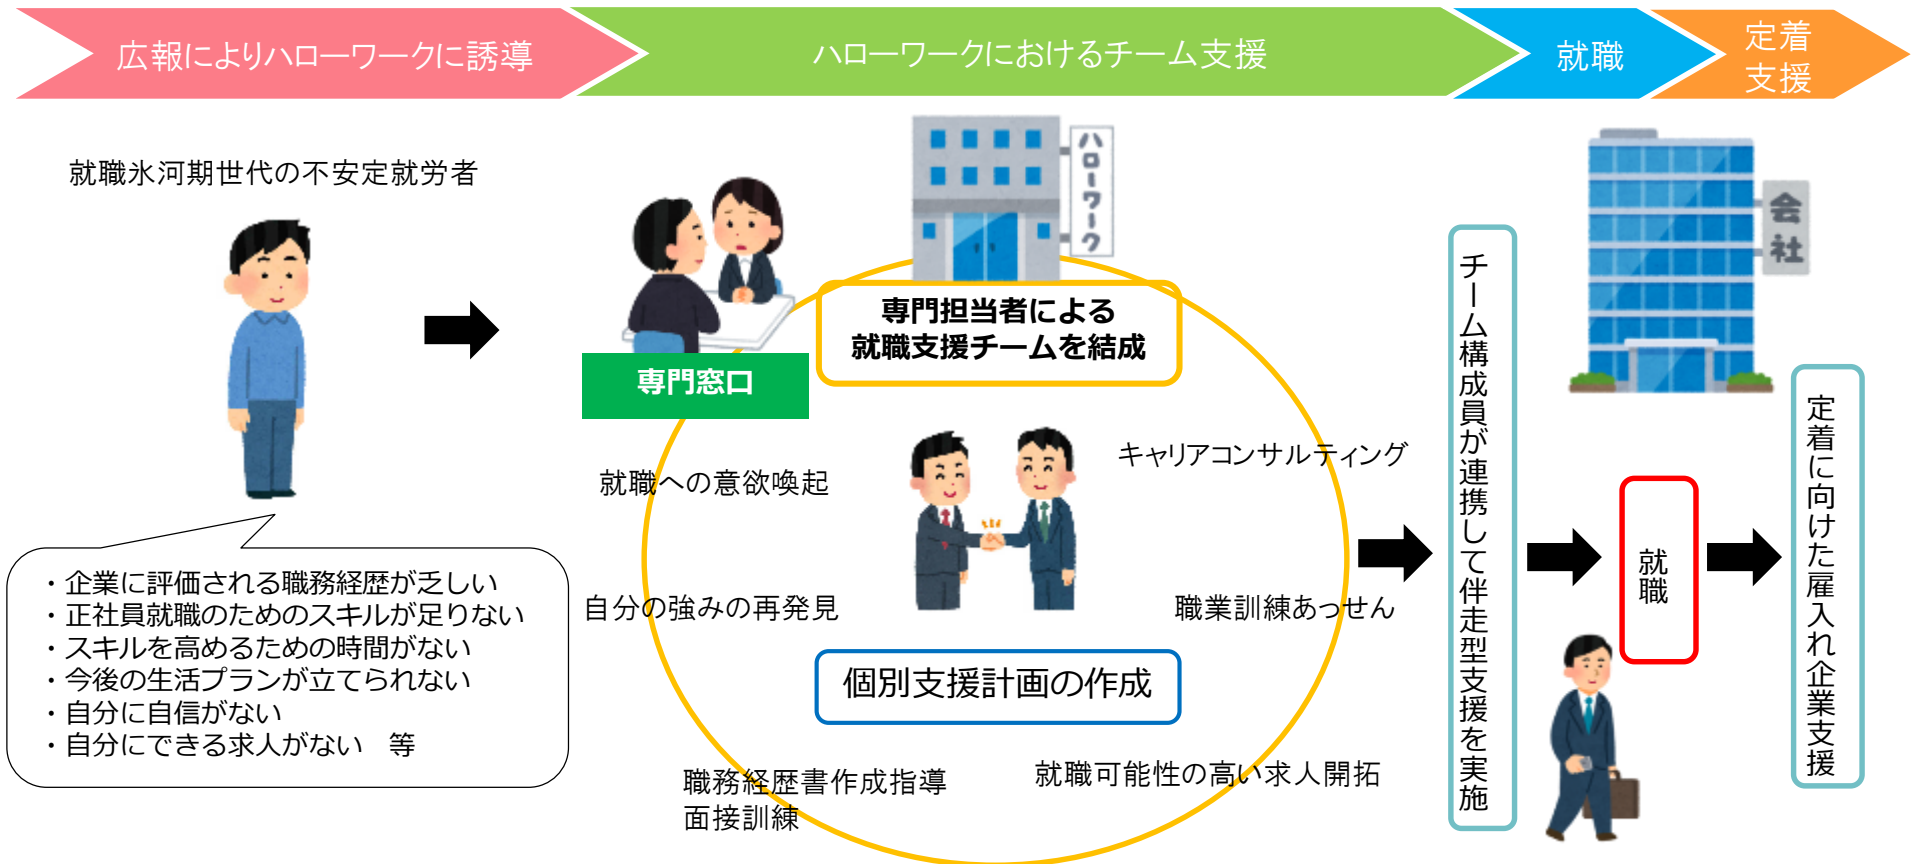 広報によりハローワークに誘導
ハローワークにおけるチーム支援
就職
定着
支援
就職氷河期世代の不安定就労者
・企業に評価される職務経歴が乏しい
・正社員就職のためのスキルが足りない
・スキルを高めるための時間がない
・今後の生活プランが立てられない
・自分に自信がない
・自分にできる求人がない　等
ハローワーク
専門担当者による
就職支援チームを結成
専門窓口
就職への意欲喚起
キャリアコンサルティング
自分の強みの再発見
職業訓練あっせん
個別支援計画の作成
職務経歴書作成指導
面接訓練
就職可能性の高い求人開拓
チーム構成員が連携して伴走型支援を実施
就職
会社
定着に向けた雇入れ企業支援